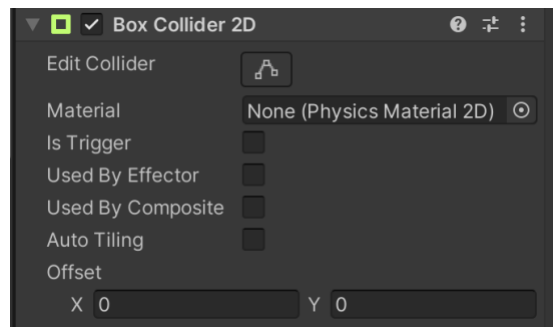 Box Collider 2D
Edit Collider
Material None (Physics Material 2D)
Is Trigger
Used By Effector
Used By Composite
Auto Tiling
Offset
X 0 Y 0